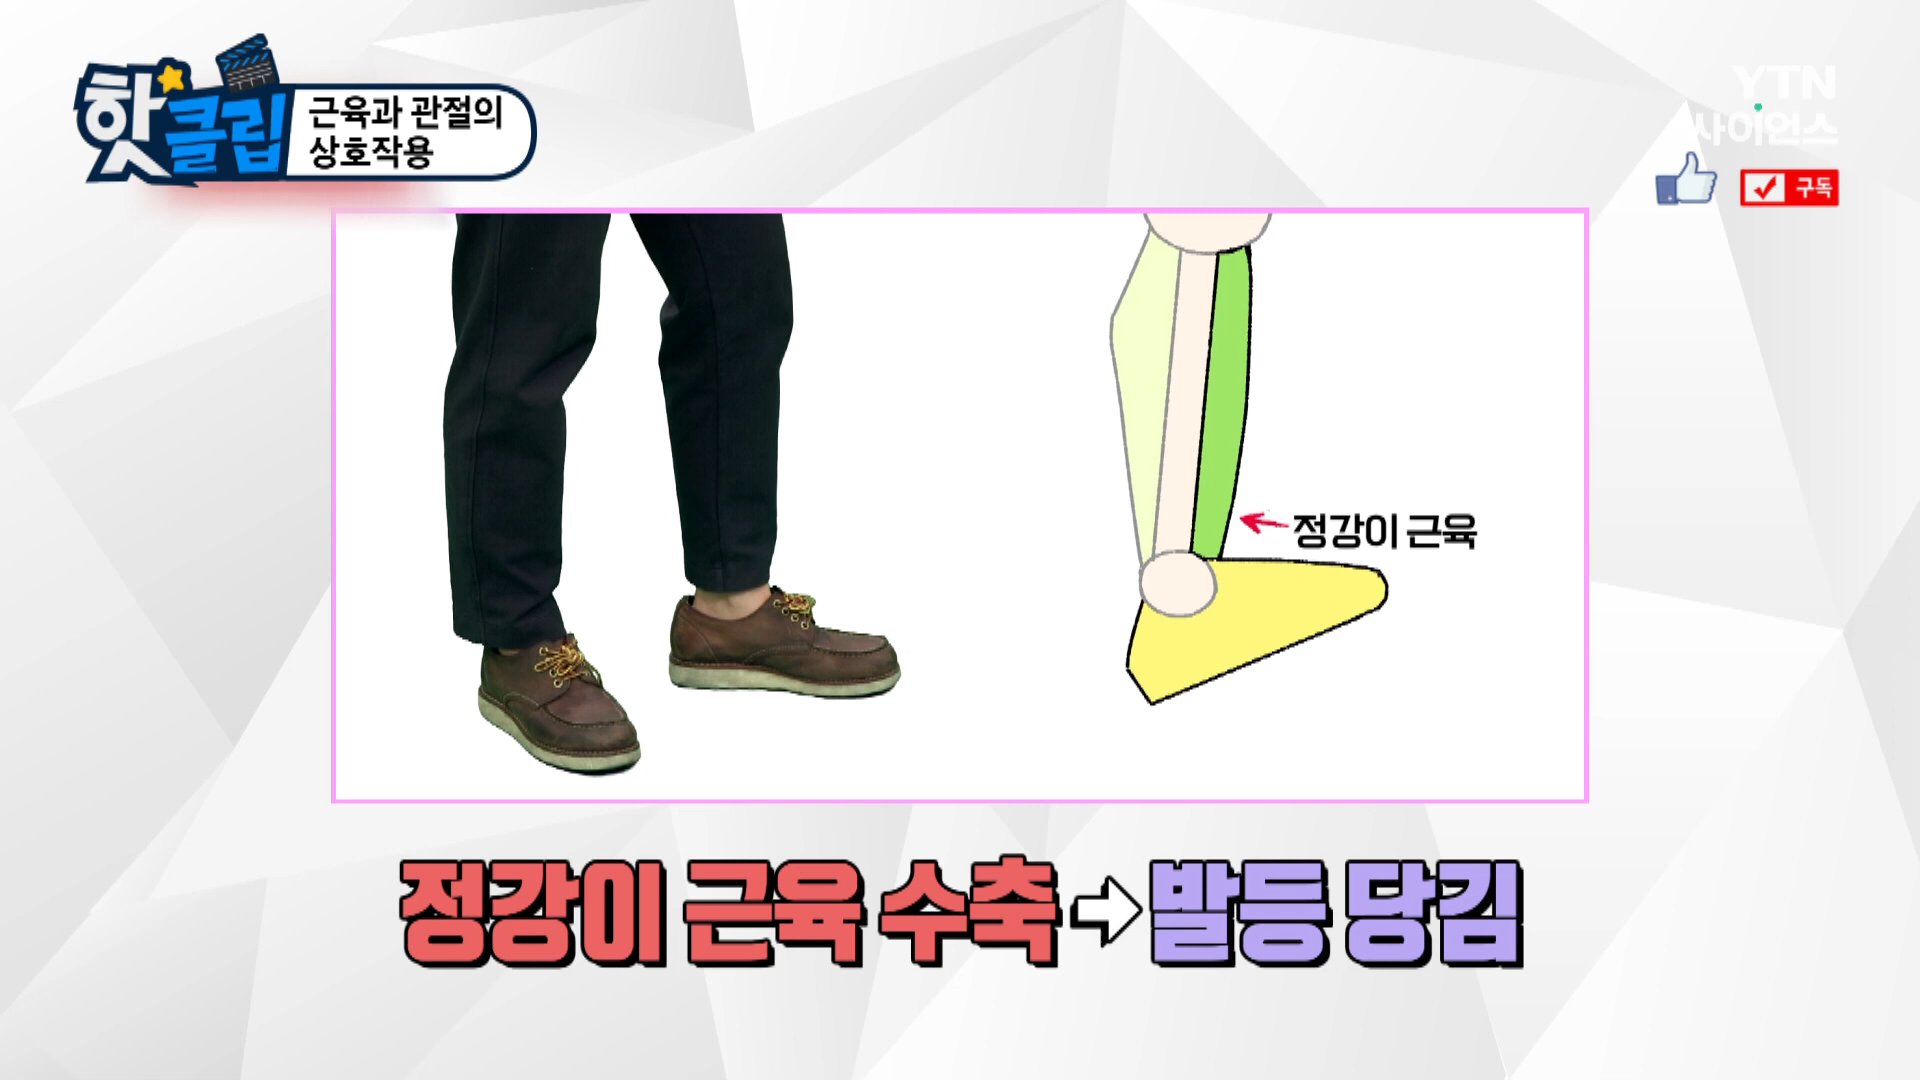 핫클립
근육과 관절의
상호작용
YTN
사이언스
구독
정강이 근육
정강이 근육 수축➡발등 당김